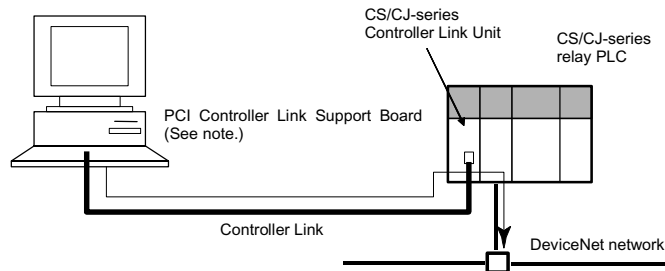 CS/CJ-series
Controller Link Unit
CS/CJ-series
relay PLC
PCI Controller Link Support Board
(See note.)
Controller Link
DeviceNet network